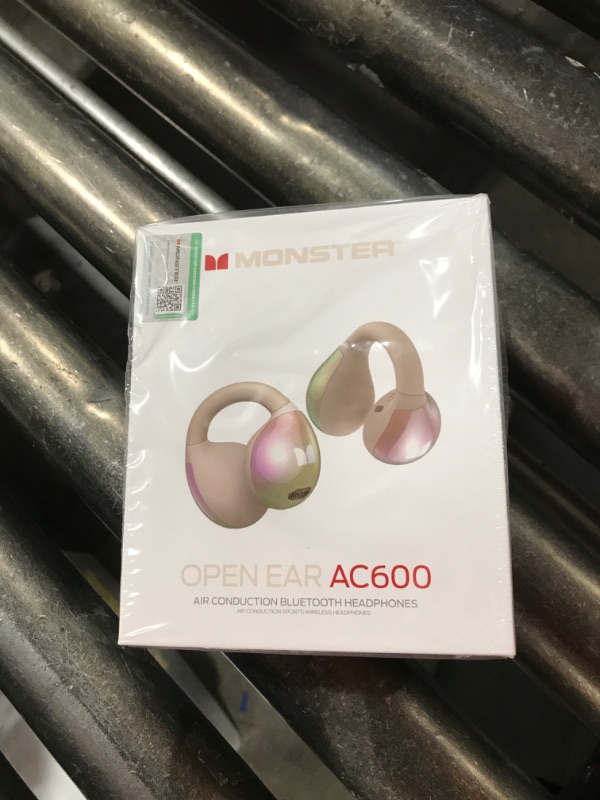 MONSTER
MONSTER
OPEN EAR AC600
AIR CONDUCTION BLUETOOTH HEADPHONES
AIR CONDUCTION SPORTS WIRELESS HEADPHONES